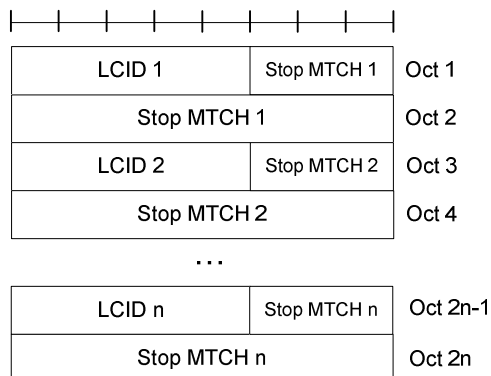 LCID 1 Stop MTCH 1 Oct 1
Stop MTCH 1 Oct 2
LCID 2 Stop MTCH 2 Oct 3
Stop MTCH 2 Oct 4
...
LCID n Stop MTCH n Oct 2n-1
Stop MTCH n Oct 2n